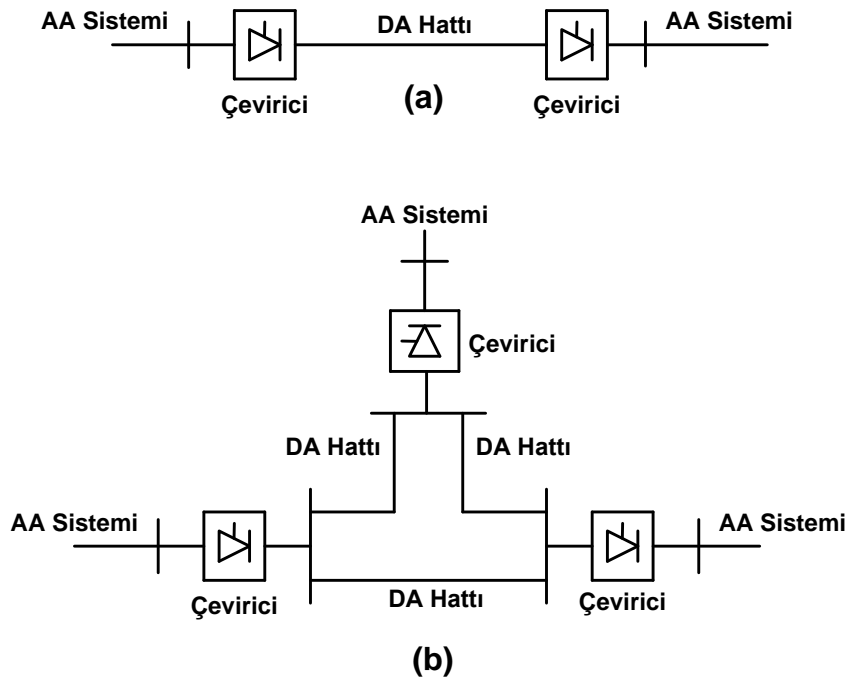 AA Sistemi
DA Hattı
AA Sistemi
Çevirici
(a)
Çevirici
AA Sistemi
Çevirici
DA Hattı
DA Hattı
AA Sistemi
AA Sistemi
Çevirici
DA Hattı
Çevirici
(b)